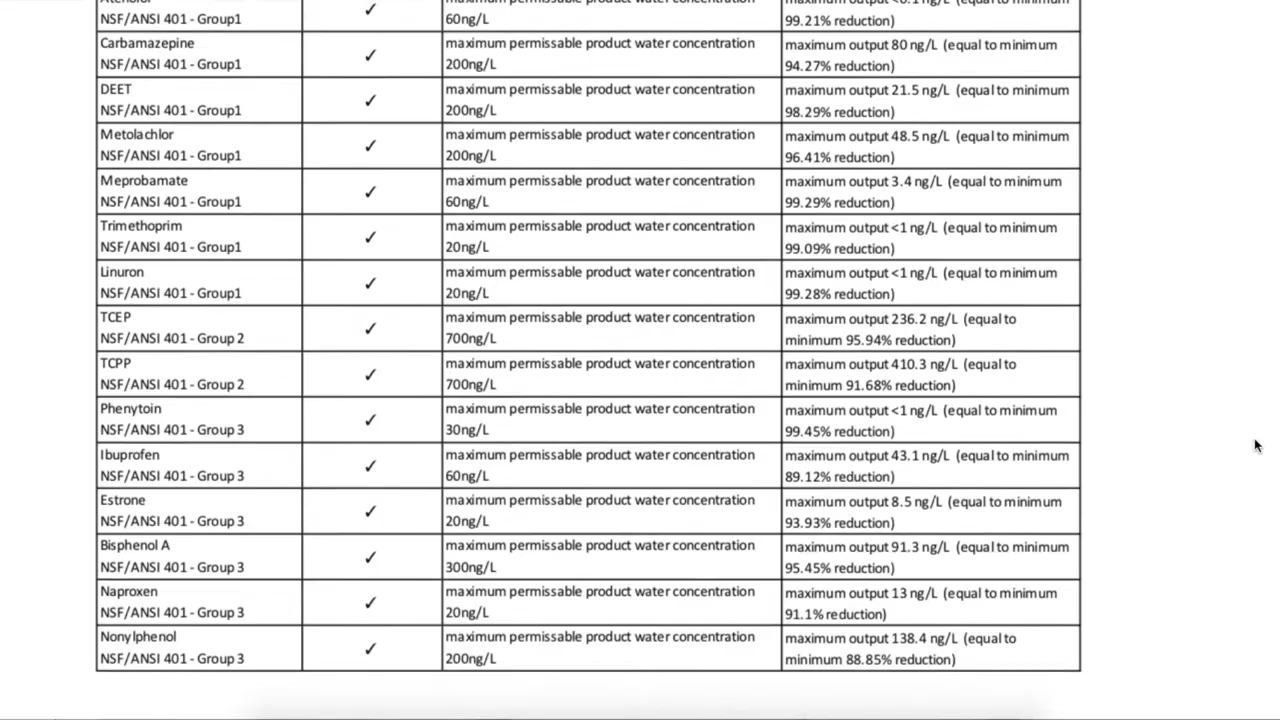 NSF/ANSI 401 - Group1
✓
60ng/L
99.21% reduction)
Carbamazepine
NSF/ANSI 401 - Group1
✓
maximum permissable product water concentration
200ng/L
maximum output 80 ng/L (equal to minimum
94.27% reduction)
DEET
NSF/ANSI 401 - Group1
✓
maximum permissable product water concentration
200ng/L
maximum output 21.5 ng/L (equal to minimum
98.29% reduction)
Metolachlor
NSF/ANSI 401 - Group1
✓
maximum permissable product water concentration
200ng/L
maximum output 48.5 ng/L (equal to minimum
96.41% reduction)
Meprobamate
NSF/ANSI 401 - Group1
✓
maximum permissable product water concentration
60ng/L
maximum output 3.4 ng/L (equal to minimum
99.29% reduction)
Trimethoprim
NSF/ANSI 401 - Group1
✓
maximum permissable product water concentration
20ng/L
maximum output <1 ng/L (equal to minimum
99.09% reduction)
Linuron
NSF/ANSI 401 - Group1
✓
maximum permissable product water concentration
20ng/L
maximum output <1 ng/L (equal to minimum
99.28% reduction)
TCEP
NSF/ANSI 401 - Group 2
✓
maximum permissable product water concentration
700ng/L
maximum output 236.2 ng/L (equal to
minimum 95.94% reduction)
TCPP
NSF/ANSI 401 - Group 2
✓
maximum permissable product water concentration
700ng/L
maximum output 410.3 ng/L (equal to
minimum 91.68% reduction)
Phenytoin
NSF/ANSI 401 - Group 3
✓
maximum permissable product water concentration
30ng/L
maximum output <1 ng/L (equal to minimum
99.45% reduction)
Ibuprofen
NSF/ANSI 401 - Group 3
✓
maximum permissable product water concentration
60ng/L
maximum output 43.1 ng/L (equal to minimum
89.12% reduction)
Estrone
NSF/ANSI 401 - Group 3
✓
maximum permissable product water concentration
20ng/L
maximum output 8.5 ng/L (equal to minimum
93.93% reduction)
Bisphenol A
NSF/ANSI 401 - Group 3
✓
maximum permissable product water concentration
300ng/L
maximum output 91.3 ng/L (equal to minimum
95.45% reduction)
Naproxen
NSF/ANSI 401 - Group 3
✓
maximum permissable product water concentration
20ng/L
maximum output 13 ng/L (equal to minimum
91.1% reduction)
Nonylphenol
NSF/ANSI 401 - Group 3
✓
maximum permissable product water concentration
200ng/L
maximum output 138.4 ng/L (equal to
minimum 88.85% reduction)